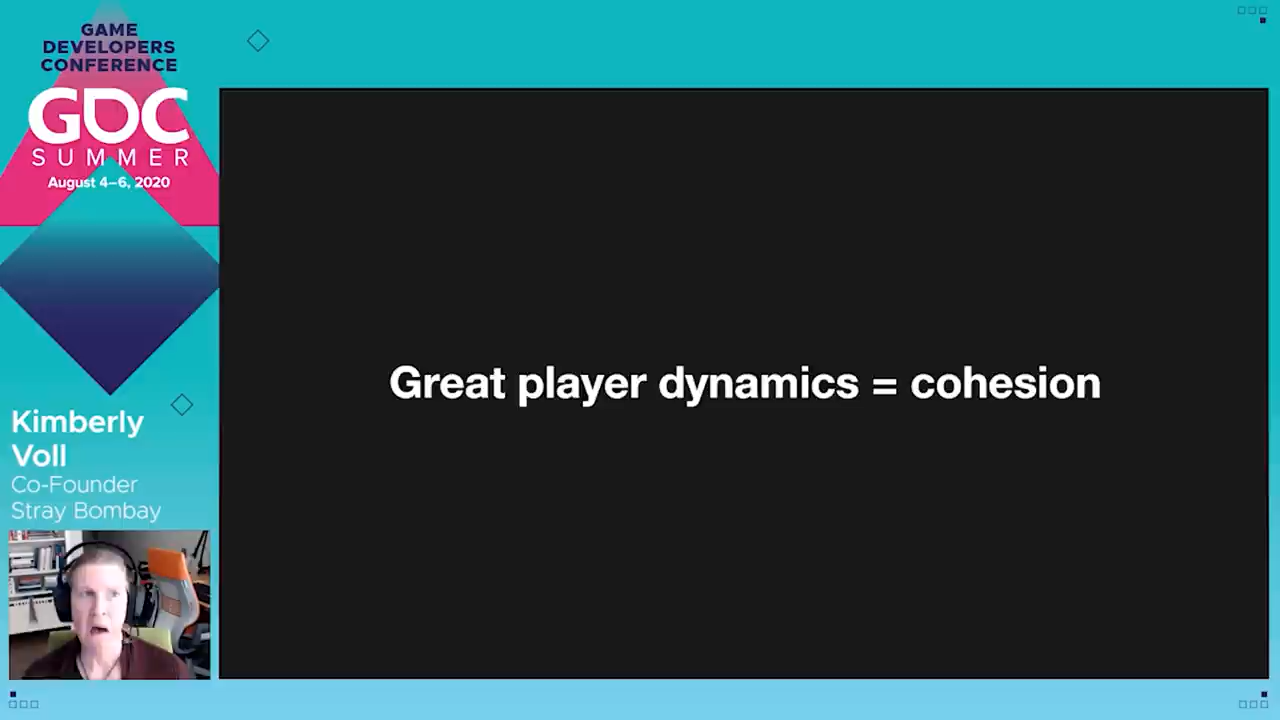 GAME
DEVELOPERS
CONFERENCE
GDC
SUMMER
August 4–6, 2020
Great player dynamics = cohesion
Kimberly
Voll
Co-Founder
Stray Bombay